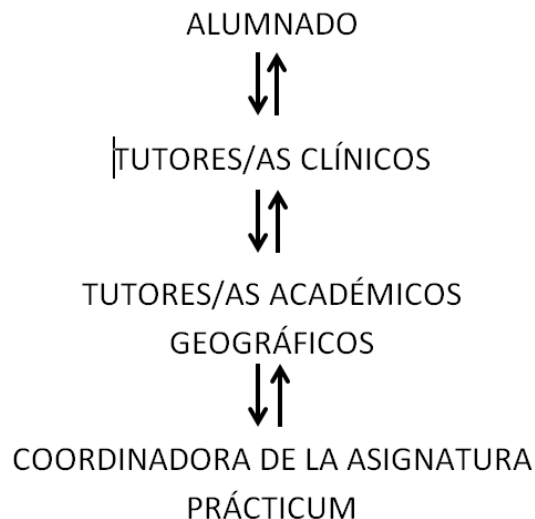 ALUMNADO
TUTORES/AS CLÍNICOS
TUTORES/AS ACADÉMICOS
GEOGRÁFICOS
COORDINADORA DE LA ASIGNATURA
PRÁCTICUM